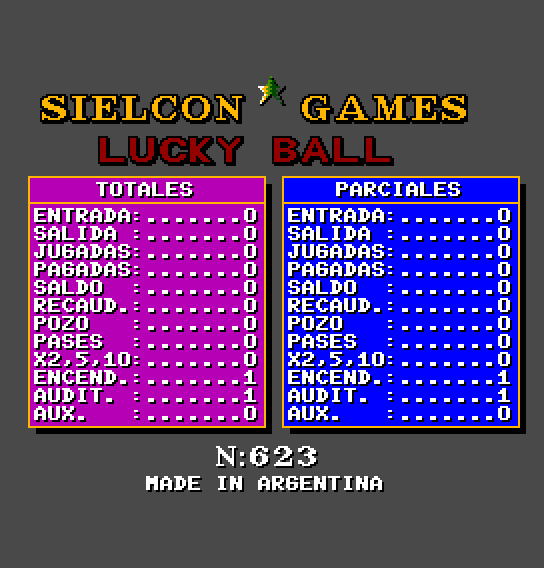 SIELCON GAMES
LUCKY BALL
TOTALES
ENTRADA:.......0
SALIDA :.......0
JUGADAS:.......0
PAGADAS:.......0
SALDO :.......0
RECAUD.:.......0
POZO :.......0
PASES :.......0
X2,5,10:.......0
ENCEND.:.......1
AUDIT. :.......1
AUX. :.......0
PARCIALES
ENTRADA:.......0
SALIDA :.......0
JUGADAS:.......0
PAGADAS:.......0
SALDO :.......0
RECAUD.:.......0
POZO :.......0
PASES :.......0
X2,5,10:.......0
ENCEND.:.......1
AUDIT. :.......1
AUX. :.......0
N:623
MADE IN ARGENTINA